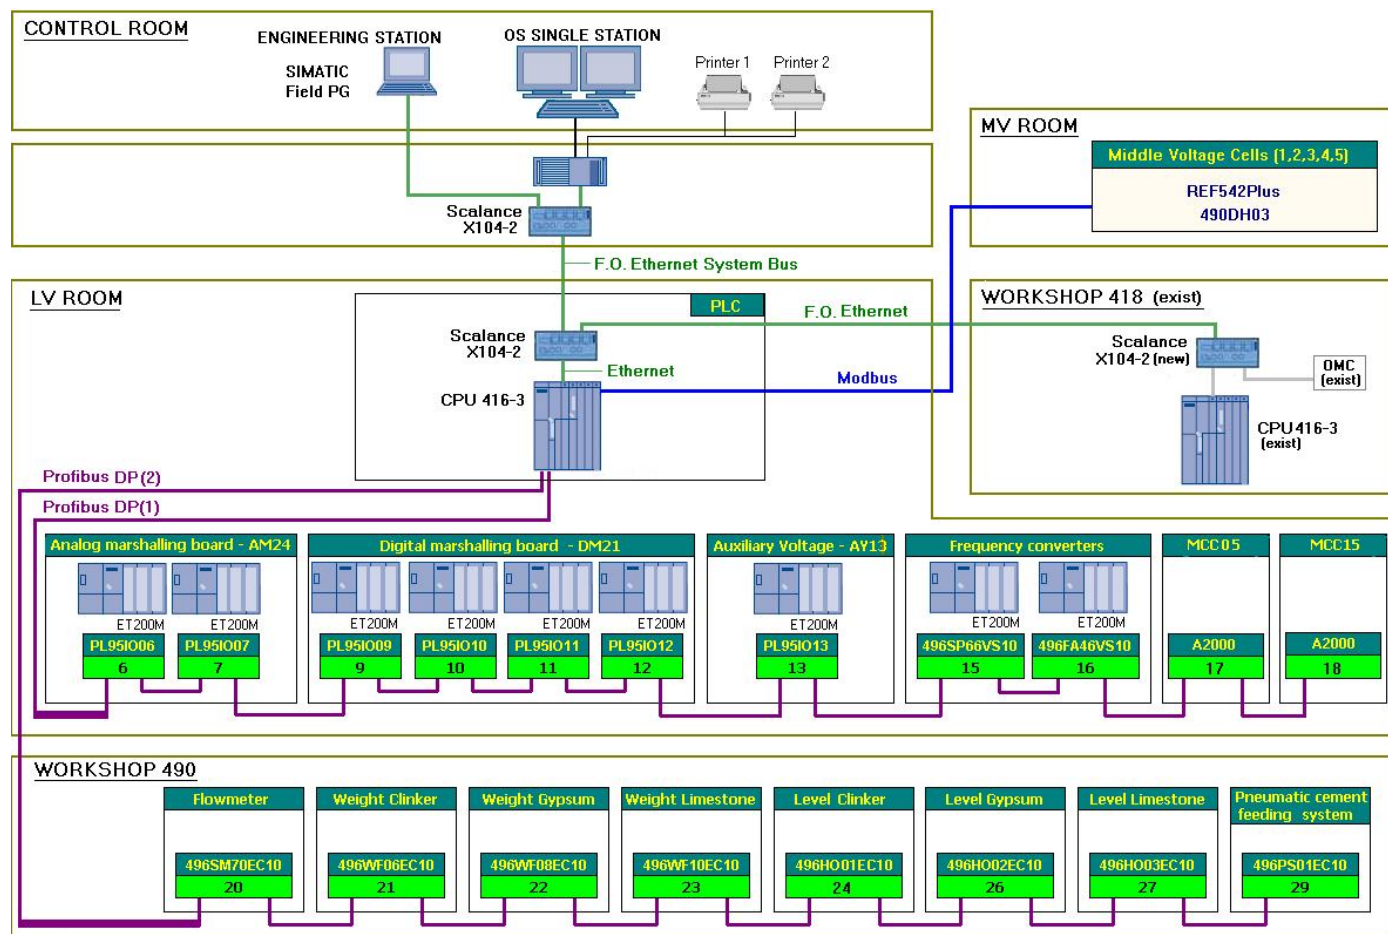 CONTROL ROOM
ENGINEERING STATION
SIMATIC
Field PG
OS SINGLE STATION
Printer 1
Printer 2
MV ROOM
Middle Voltage Cells (1,2,3,4,5)
REF542Plus
490DH03
Scalance
X104-2
F.O. Ethernet System Bus
LV ROOM
PLC
Scalance
X104-2
Ethernet
CPU 416-3
F.O. Ethernet
Modbus
WORKSHOP 418 (exist)
Scalance
X104-2 (new)
OMC
(exist)
CPU 416-3
(exist)
Profibus DP(2)
Profibus DP(1)
Analog marshalling board - AM24
ET200M
ET200M
PL95IO06
6
PL95IO07
7
Digital marshalling board - DM21
ET200M
ET200M
ET200M
ET200M
PL95IO09
9
PL95IO10
10
PL95IO11
11
PL95IO12
12
Auxiliary Voltage - AY13
ET200M
PL95IO13
13
Frequency converters
ET200M
ET200M
496SP66VS10
15
496FA46VS10
16
MCC05
A2000
17
MCC15
A2000
18
WORKSHOP 490
Flowmeter
496SM70EC10
20
Weight Clinker
496WF06EC10
21
Weight Gypsum
496WF08EC10
22
Weight Limestone
496WF10EC10
23
Level Clinker
496HO01EC10
24
Level Gypsum
496HO02EC10
26
Level Limestone
496HO03EC10
27
Pneumatic cement
feeding system
496PS01EC10
29